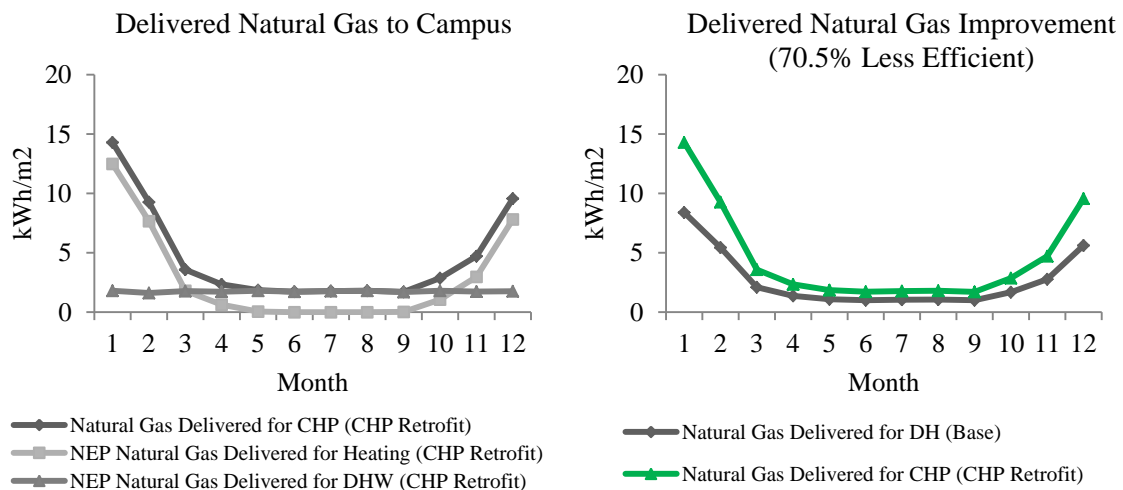 Delivered Natural Gas to Campus
20
15
10
5
0
kWh/m2
1 2 3 4 5 6 7 8 9 10 11 12
Month
Natural Gas Delivered for CHP (CHP Retrofit)
NEP Natural Gas Delivered for Heating (CHP Retrofit)
NEP Natural Gas Delivered for DHW (CHP Retrofit)
Delivered Natural Gas Improvement
(70.5% Less Efficient)
20
15
10
5
0
kWh/m2
1 2 3 4 5 6 7 8 9 10 11 12
Month
Natural Gas Delivered for DH (Base)
Natural Gas Delivered for CHP (CHP Retrofit)